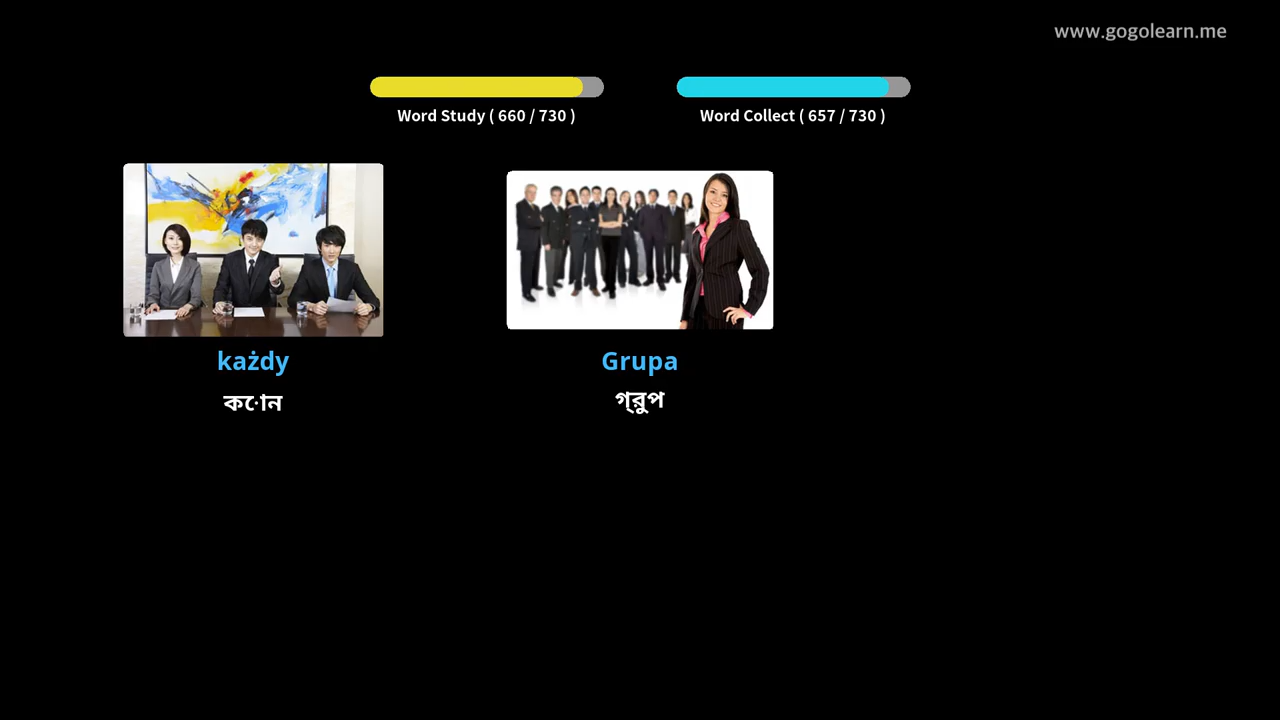 www.gogolearn.me
Word Study ( 660 / 730 )
Word Collect ( 657 / 730 )
każdy
Grupa
কোন
গ্রুপ